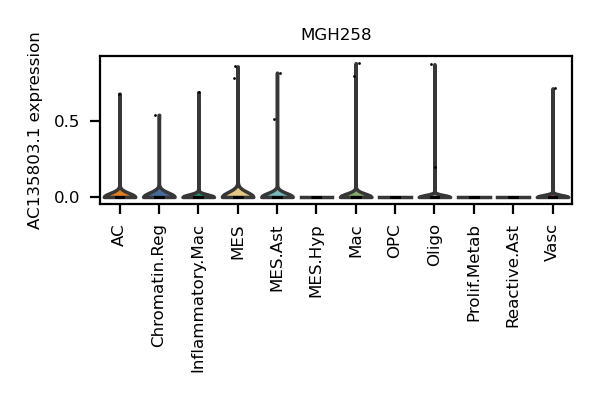 MGH258
AC135803.1 expression
0.5
0.0
AC
Chromatin.Reg
Inflammatory.Mac
MES
MES.Ast
MES.Hyp
Mac
OPC
Oligo
Prolif.Metab
Reactive.Ast
Vasc